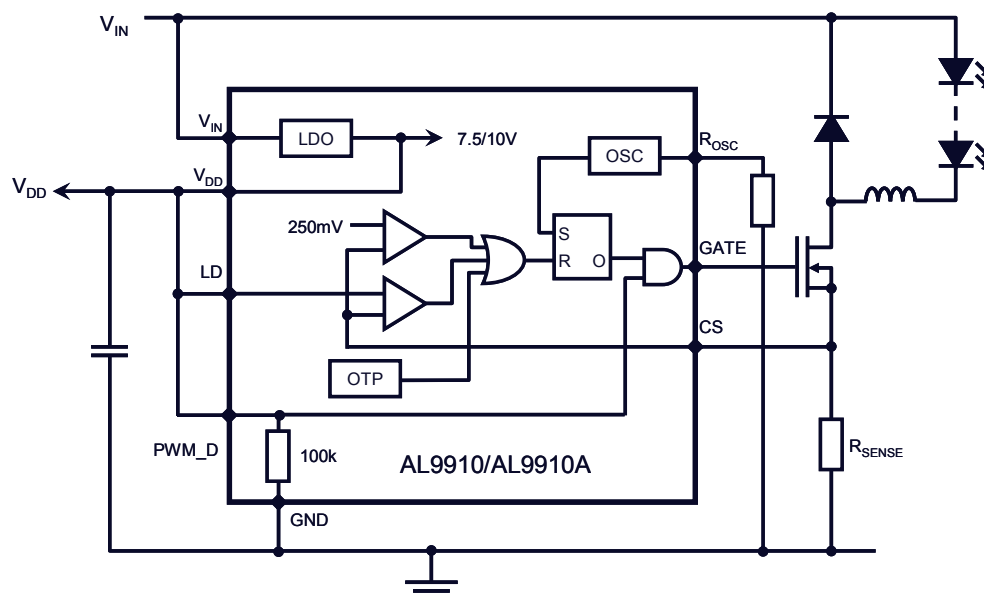 VIN
VIN
LDO
7.5/10V
OSC
ROSC
VDD
VDD
250mV
S
R
O
GATE
LD
CS
OTP
PWM_D
100k
AL9910/AL9910A
RSENSE
GND